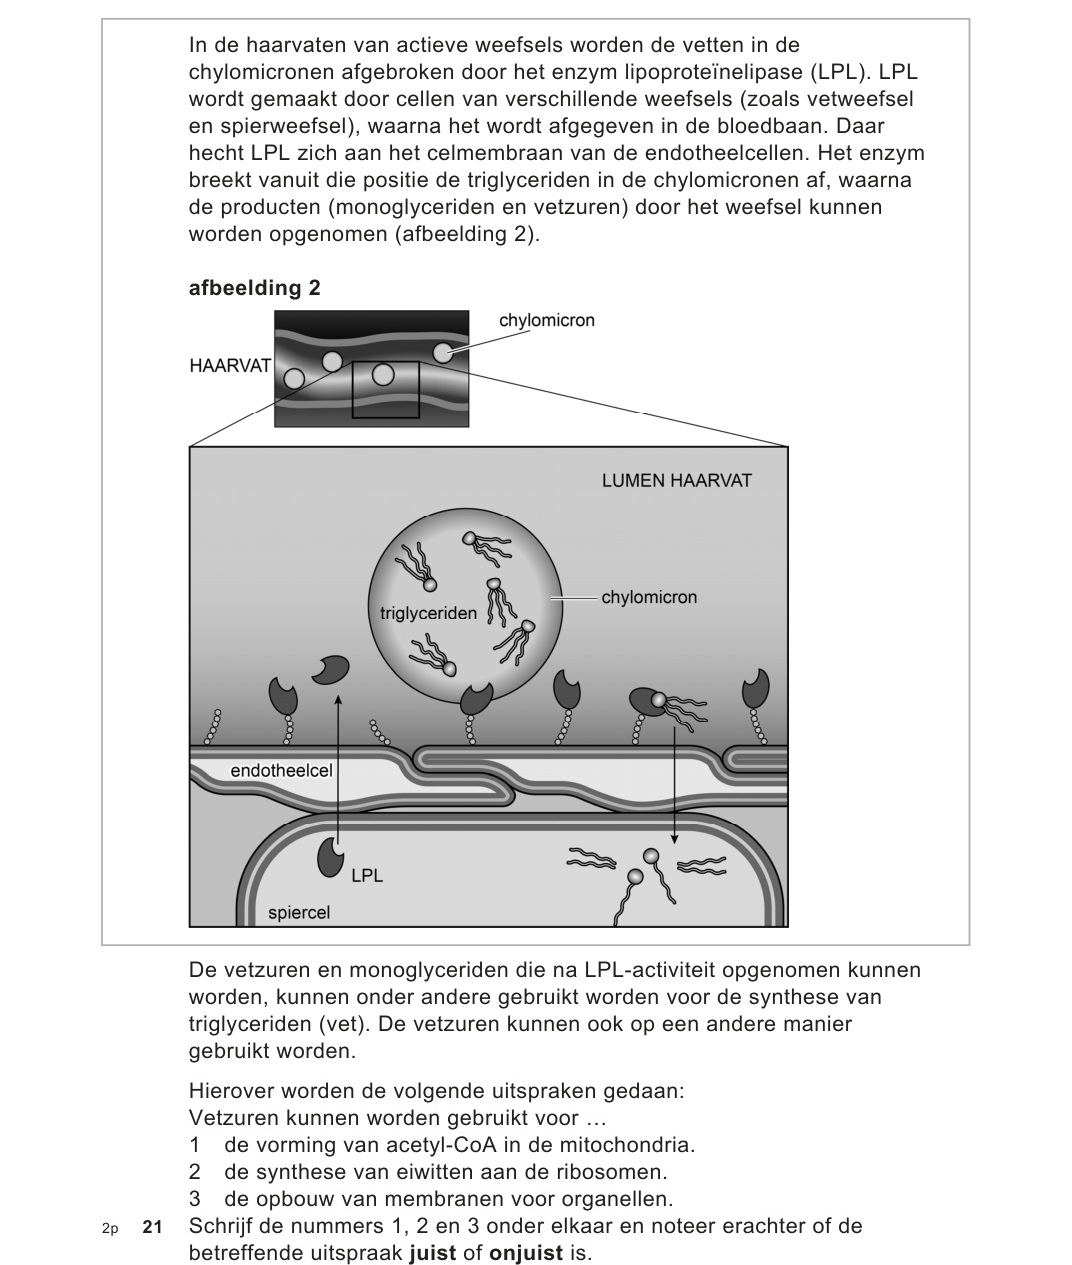 In de haarvaten van actieve weefsels worden de vetten in de
chylomicronen afgebroken door het enzym lipoproteïnelipase (LPL). LPL
wordt gemaakt door cellen van verschillende weefsels (zoals vetweefsel
en spierweefsel), waarna het wordt afgegeven in de bloedbaan. Daar
hecht LPL zich aan het celmembraan van de endotheelcellen. Het enzym
breekt vanuit die positie de triglyceriden in de chylomicronen af, waarna
de producten (monoglyceriden en vetzuren) door het weefsel kunnen
worden opgenomen (afbeelding 2).
afbeelding 2
chylomicron
HAARVAT
LUMEN HAARVAT
chylomicron
triglyceriden
endotheelcel
LPL
spiercel
De vetzuren en monoglyceriden die na LPL-activiteit opgenomen kunnen
worden, kunnen onder andere gebruikt worden voor de synthese van
triglyceriden (vet). De vetzuren kunnen ook op een andere manier
gebruikt worden.
Hierover worden de volgende uitspraken gedaan:
Vetzuren kunnen worden gebruikt voor …
1 de vorming van acetyl-CoA in de mitochondria.
2 de synthese van eiwitten aan de ribosomen.
3 de opbouw van membranen voor organellen.
2p 21 Schrijf de nummers 1, 2 en 3 onder elkaar en noteer erachter of de
betreffende uitspraak juist of onjuist is.